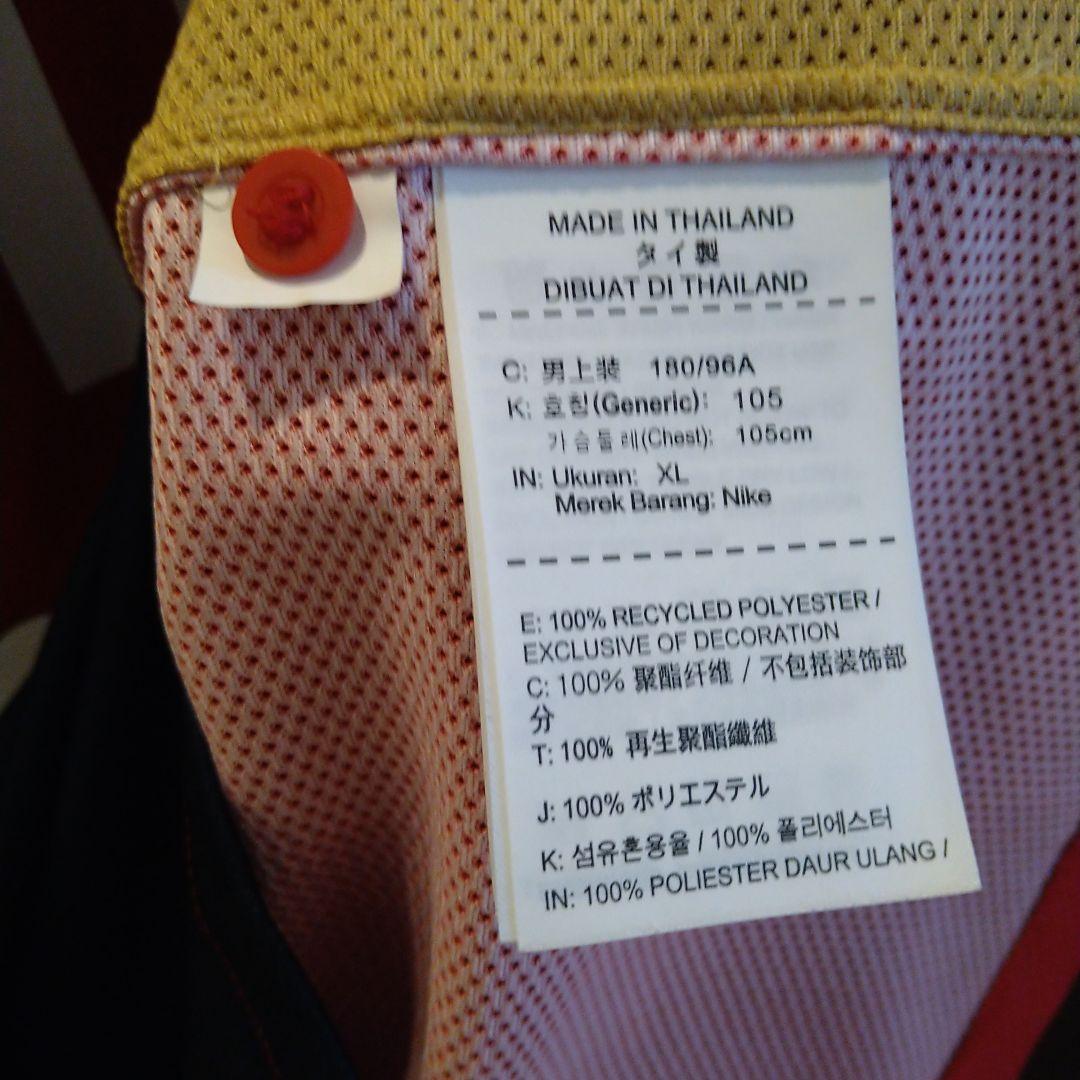 MADE IN THAILAND
タイ製
DIBUAT DI THAILAND
C: 男上装 180/96A
K: 호칭(Generic): 105
가슴둘레(Chest): 105cm
IN: Ukuran: XL
Merek Barang: Nike
E: 100% RECYCLED POLYESTER /
EXCLUSIVE OF DECORATION
C: 100% 聚酯纤维 / 不包括装饰部
分
T: 100% 再生聚酯纖維
J: 100% ポリエステル
K: 섬유혼용율 / 100% 폴리에스터
IN: 100% POLIESTER DAUR ULANG /